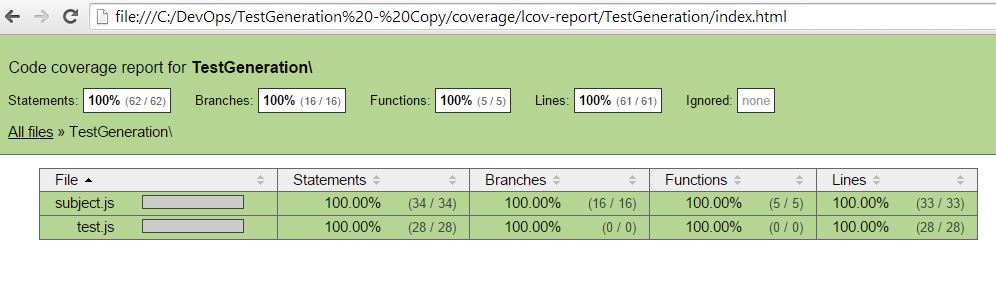 file:///C:/DevOps/TestGeneration%20-%20Copy/coverage/lcov-report/TestGeneration/index.html
Code coverage report for TestGeneration\
Statements: 100% (62 / 62) Branches: 100% (16 / 16) Functions: 100% (5 / 5) Lines: 100% (61 / 61) Ignored: none
All files » TestGeneration\
File Statements Branches Functions Lines
subject.js 100.00% (34 / 34) 100.00% (16 / 16) 100.00% (5 / 5) 100.00% (33 / 33)
test.js 100.00% (28 / 28) 100.00% (0 / 0) 100.00% (0 / 0) 100.00% (28 / 28)